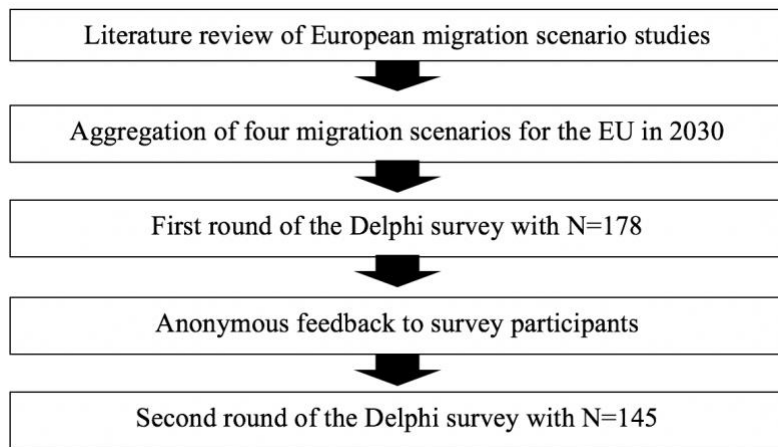 Literature review of European migration scenario studies
Aggregation of four migration scenarios for the EU in 2030
First round of the Delphi survey with N=178
Anonymous feedback to survey participants
Second round of the Delphi survey with N=145